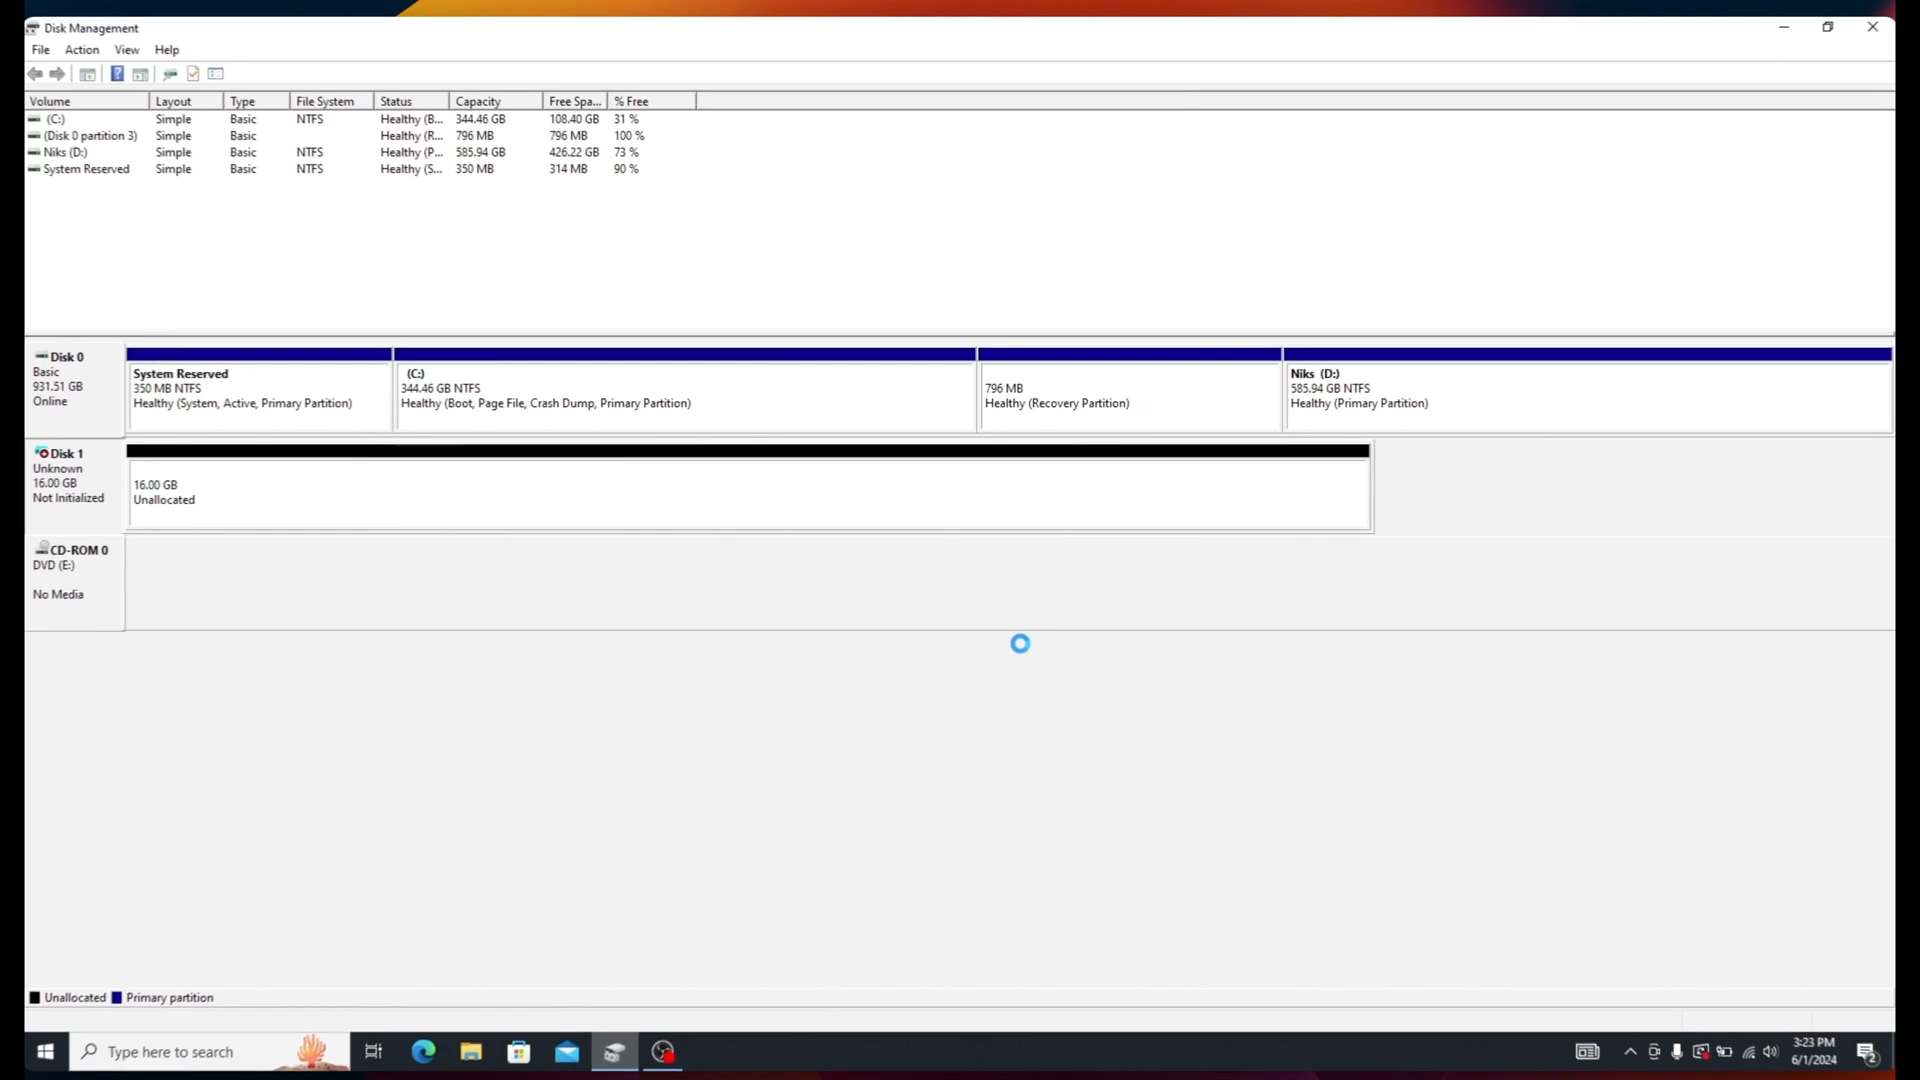 Disk Management
File Action View Help
Volume Layout Type File System Status Capacity Free Spa... % Free
(C:) Simple Basic NTFS Healthy (B... 344.46 GB 108.40 GB 31 %
(Disk 0 partition 3) Simple Basic Healthy (R... 796 MB 796 MB 100 %
Niks (D:) Simple Basic NTFS Healthy (P... 585.94 GB 426.22 GB 73 %
System Reserved Simple Basic NTFS Healthy (S... 350 MB 314 MB 90 %
Disk 0
Basic
931.51 GB
Online
System Reserved
350 MB NTFS
Healthy (System, Active, Primary Partition)
(C:)
344.46 GB NTFS
Healthy (Boot, Page File, Crash Dump, Primary Partition)
796 MB
Healthy (Recovery Partition)
Niks (D:)
585.94 GB NTFS
Healthy (Primary Partition)
Disk 1
Unknown
16.00 GB
Not Initialized
16.00 GB
Unallocated
CD-ROM 0
DVD (E:)
No Media
Unallocated Primary partition
Type here to search
3:23 PM
6/1/2024
2